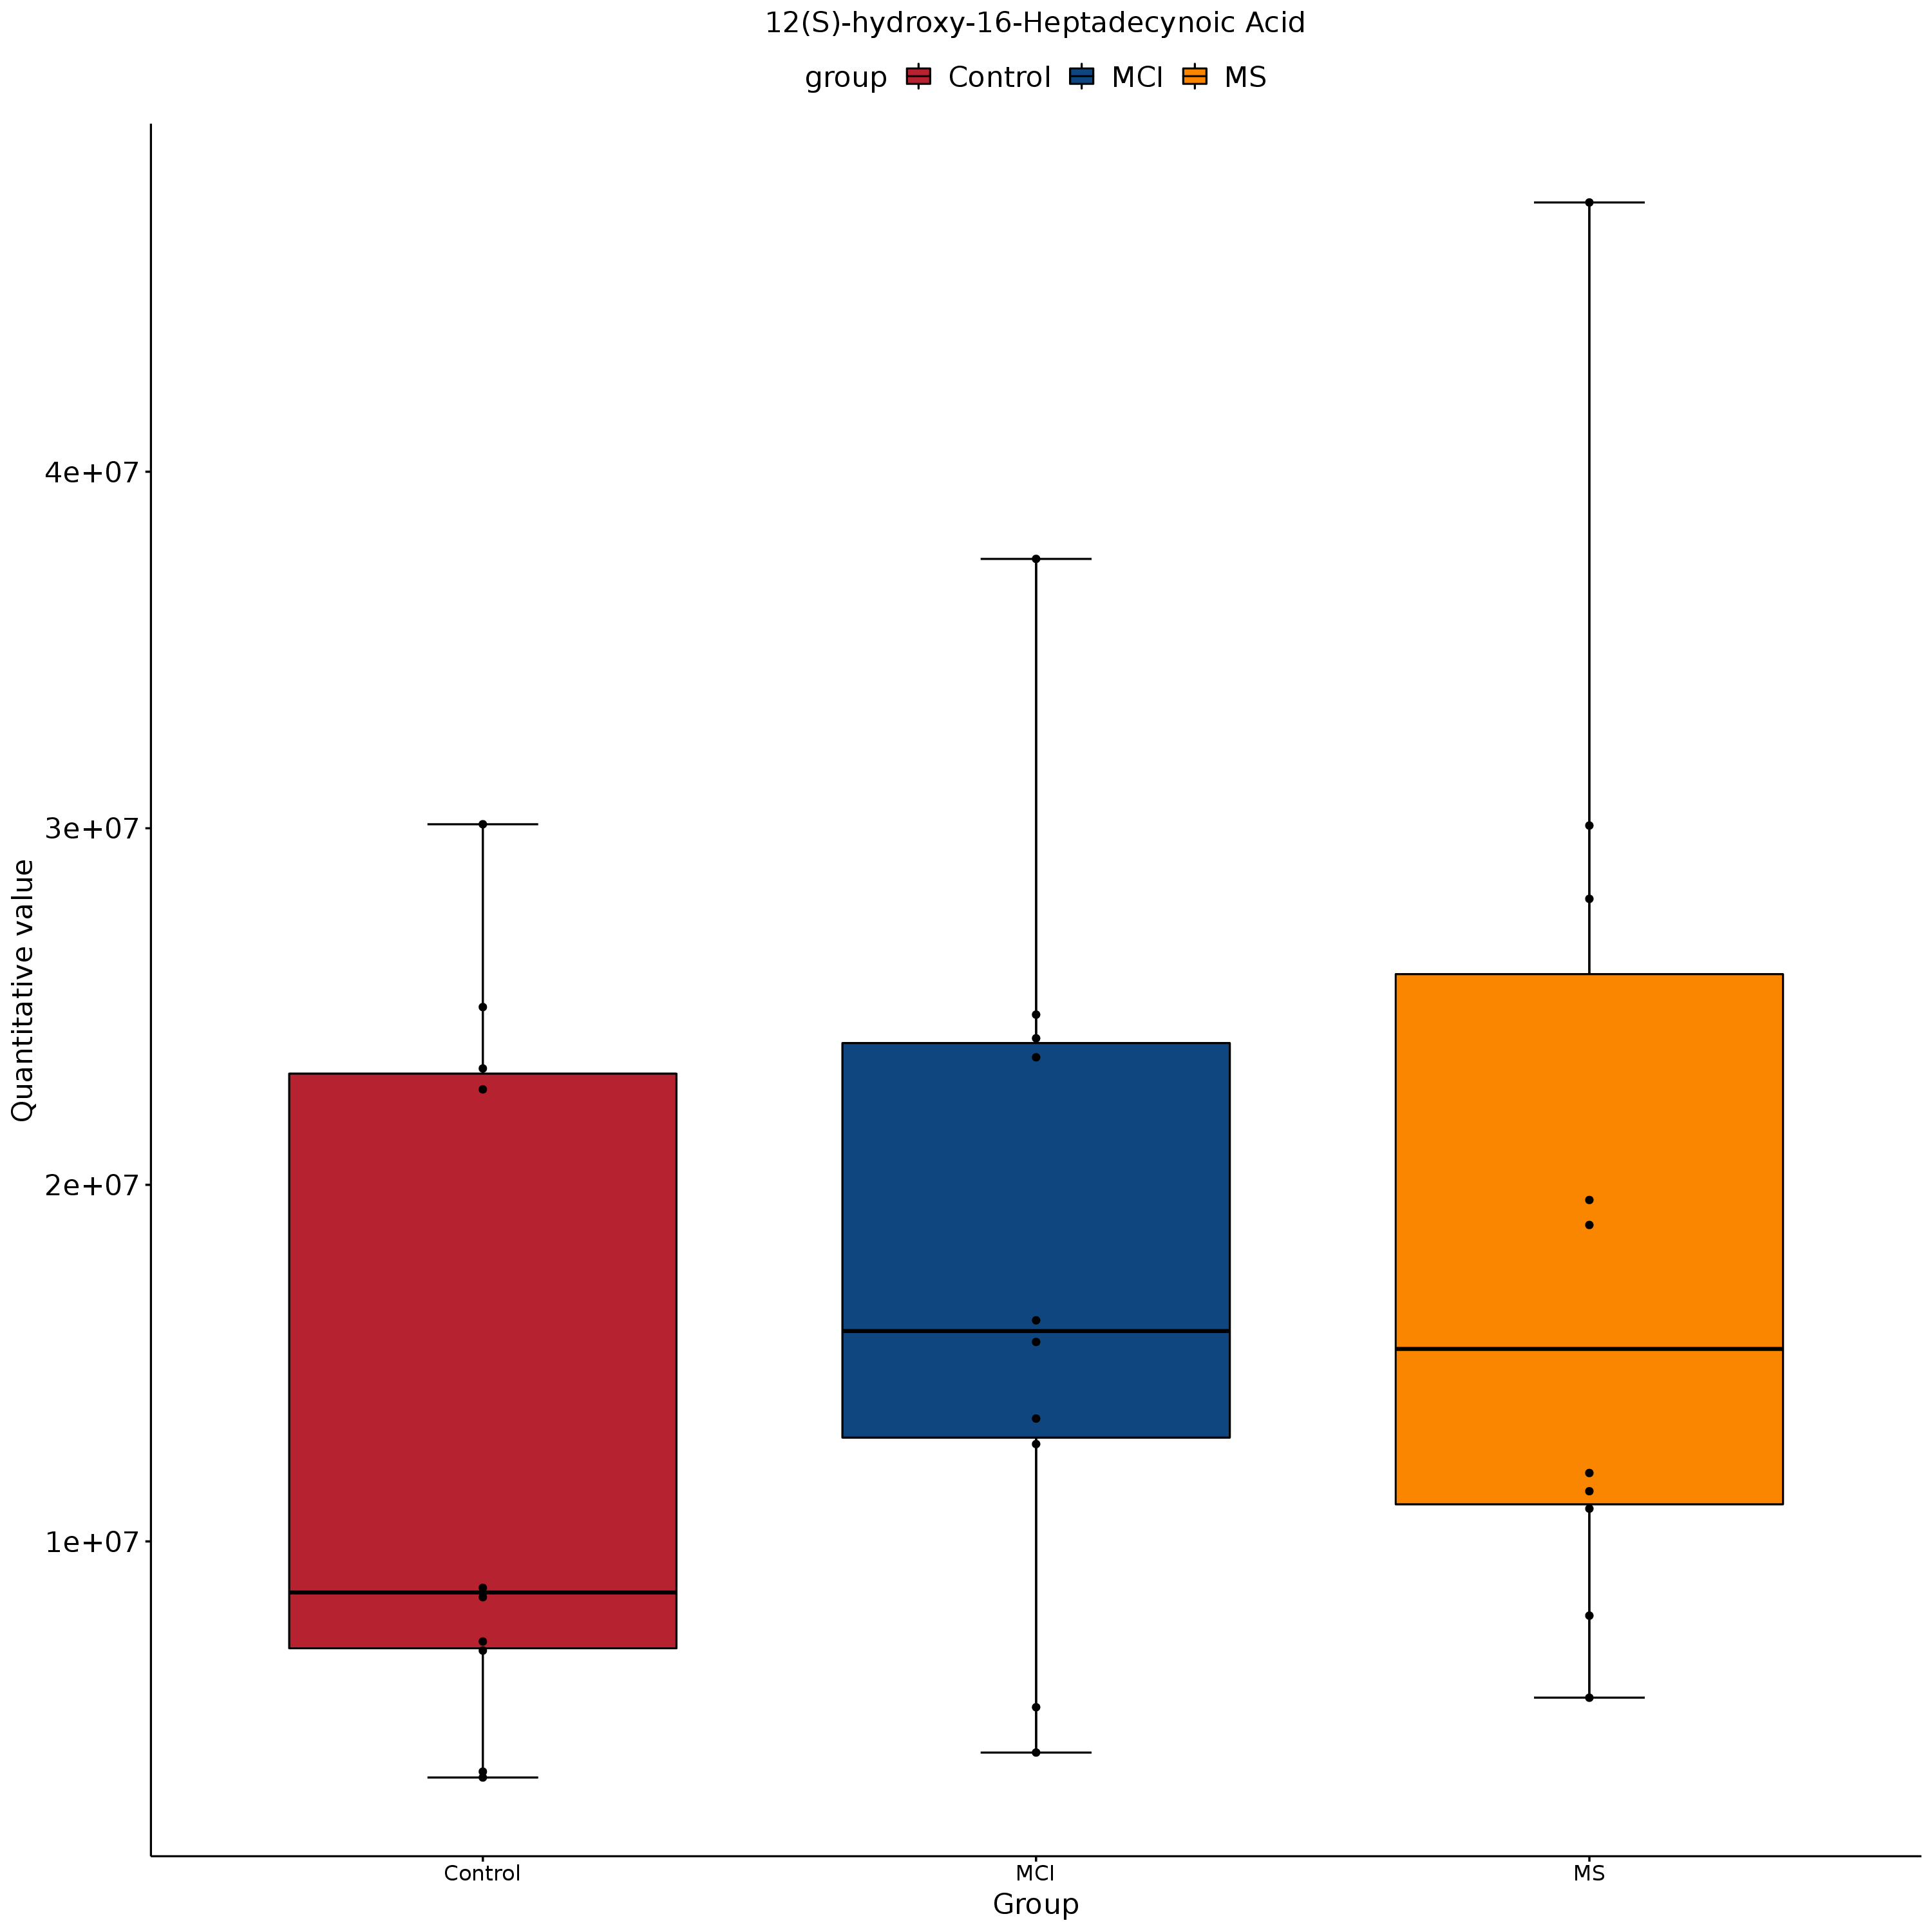 12(S)-hydroxy-16-Heptadecynoic Acid
group Control MCI MS
Quantitative value
4e+07
3e+07
2e+07
1e+07
Control MCI MS
Group